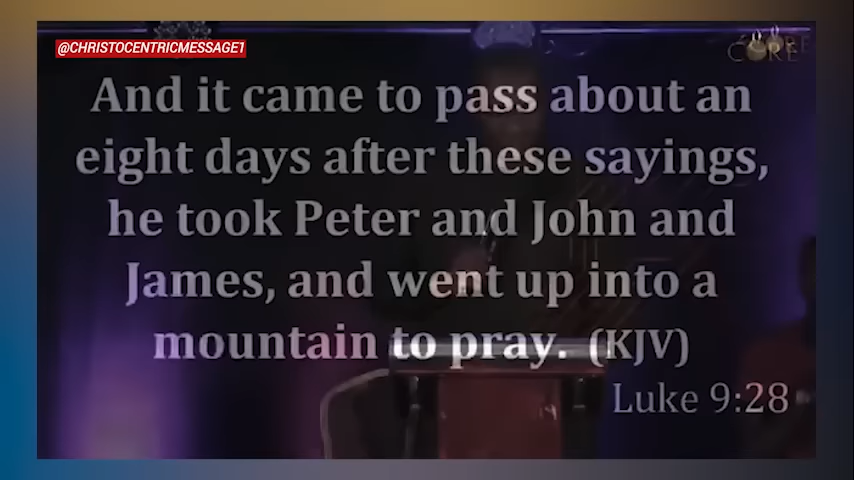 @CHRISTOCENTRICMESSAGE1
CORE
And it came to pass about an
eight days after these sayings,
he took Peter and John and
James, and went up into a
mountain to pray. (KJV)
Luke 9:28